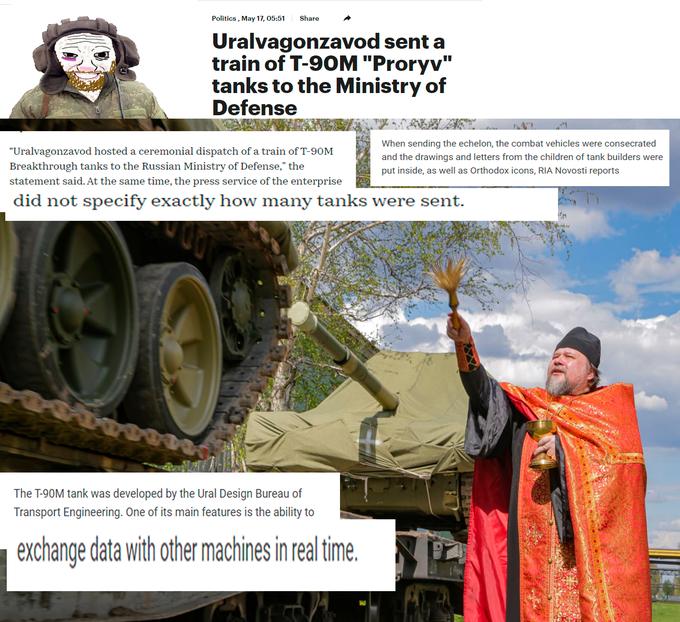 Politics , May 17, 05:51 Share
Uralvagonzavod sent a
train of T-90M "Proryv"
tanks to the Ministry of
Defense
"Uralvagonzavod hosted a ceremonial dispatch of a train of T-90M
Breakthrough tanks to the Russian Ministry of Defense," the
statement said. At the same time, the press service of the enterprise
did not specify exactly how many tanks were sent.
When sending the echelon, the combat vehicles were consecrated
and the drawings and letters from the children of tank builders were
put inside, as well as Orthodox icons, RIA Novosti reports
The T-90M tank was developed by the Ural Design Bureau of
Transport Engineering. One of its main features is the ability to
exchange data with other machines in real time.